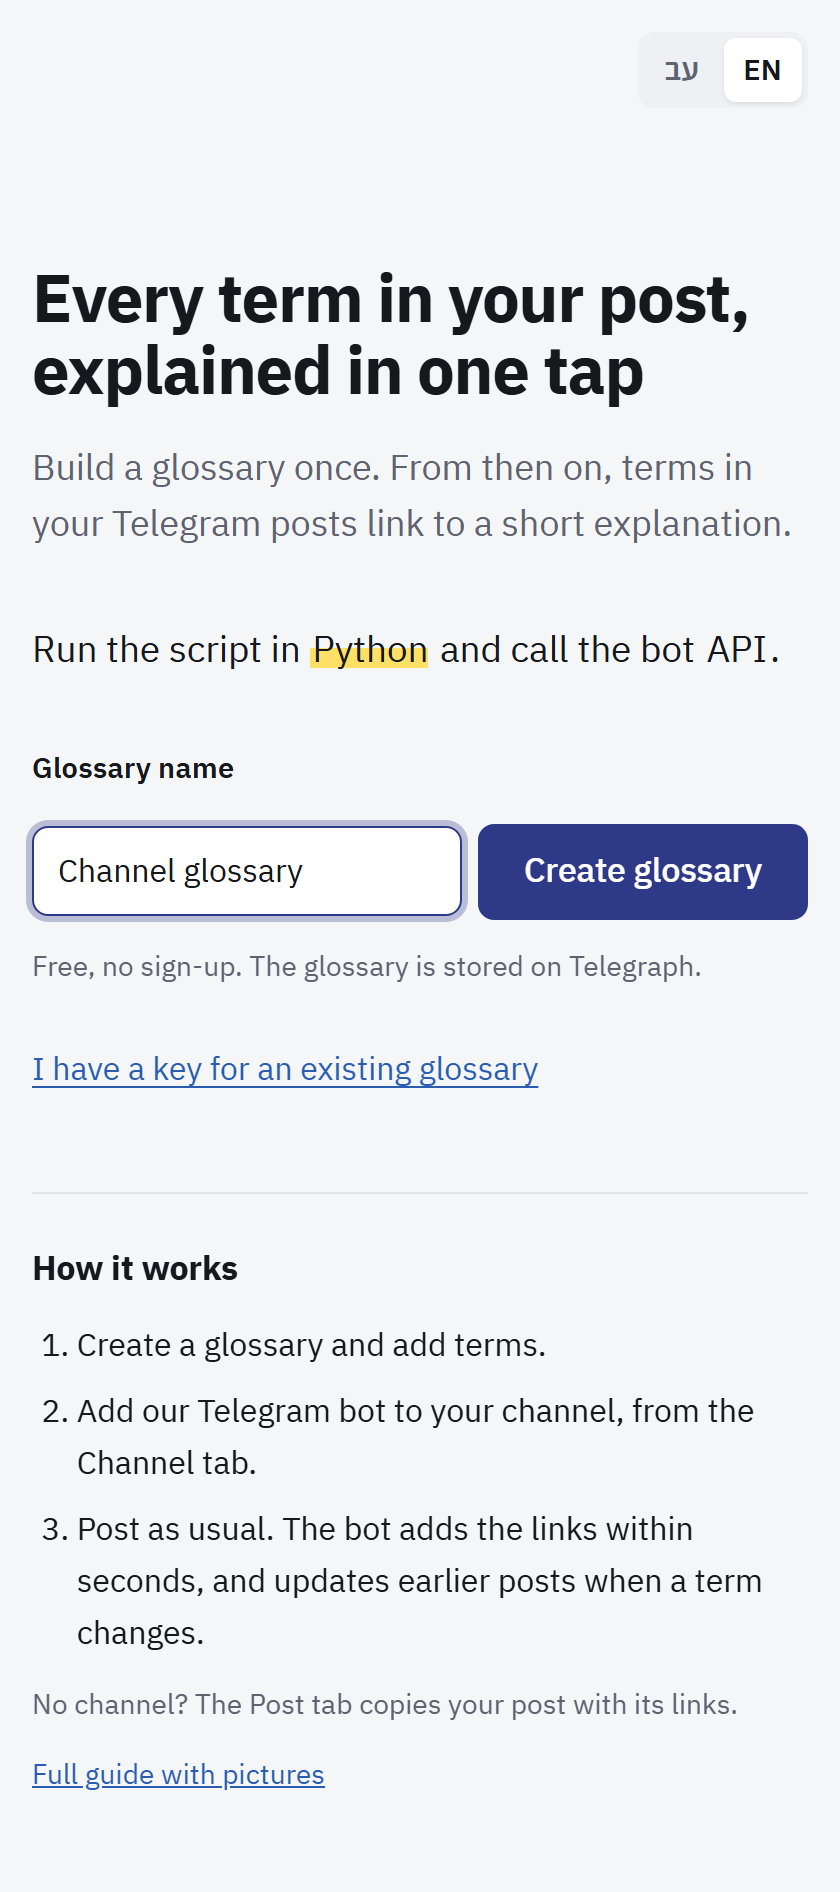 עב EN
Every term in your post,
explained in one tap
Build a glossary once. From then on, terms in
your Telegram posts link to a short explanation.
Run the script in Python and call the bot API.
Glossary name
Channel glossary
Create glossary
Free, no sign-up. The glossary is stored on Telegraph.
I have a key for an existing glossary
How it works
1. Create a glossary and add terms.
2. Add our Telegram bot to your channel, from the
Channel tab.
3. Post as usual. The bot adds the links within
seconds, and updates earlier posts when a term
changes.
No channel? The Post tab copies your post with its links.
Full guide with pictures